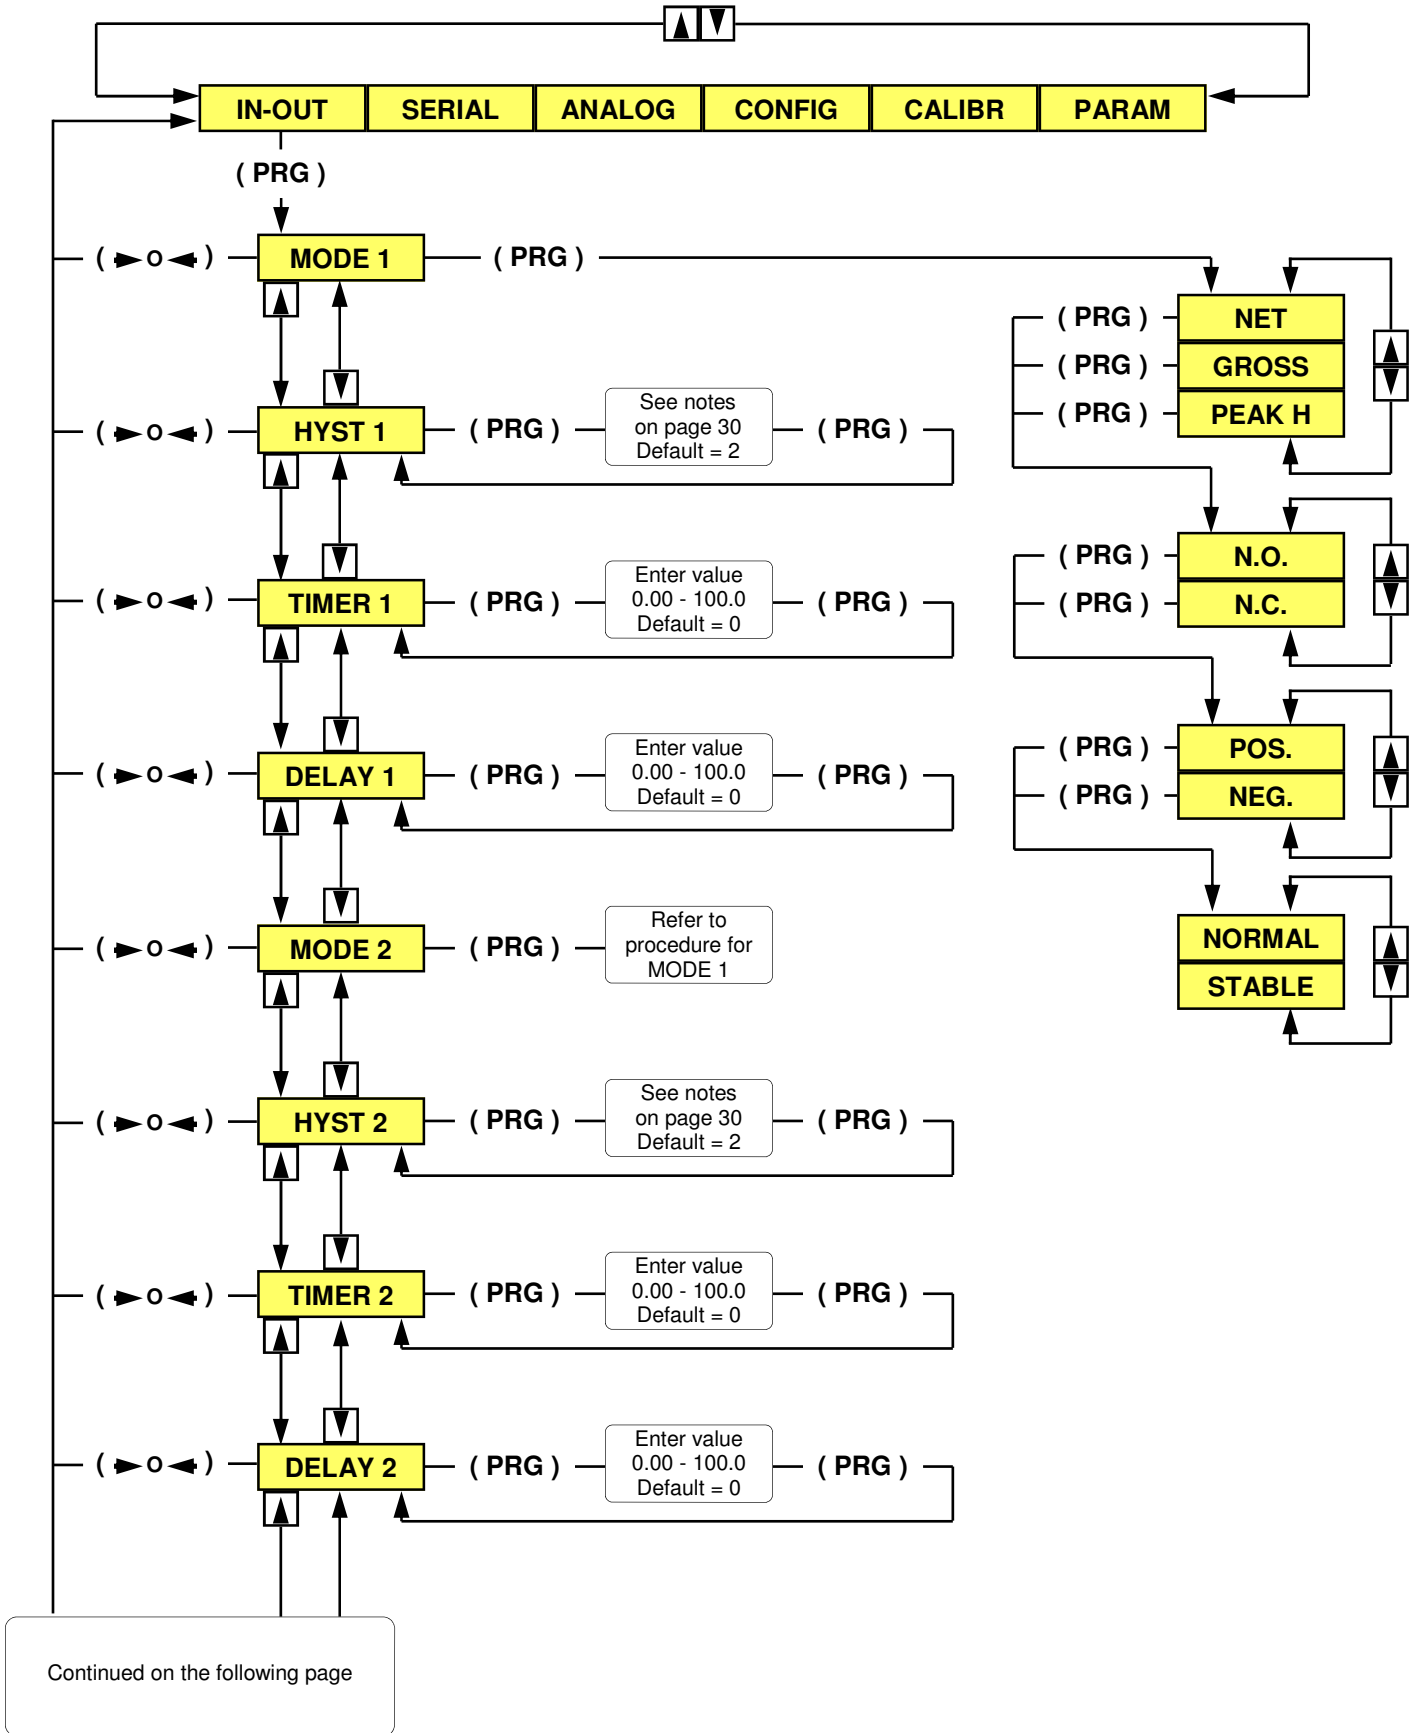 IN-OUT SERIAL ANALOG CONFIG CALIBR PARAM
( PRG )
( O ) MODE 1 ( PRG )
( PRG ) NET
( PRG ) GROSS
( PRG ) PEAK H
( O ) HYST 1 ( PRG ) See notes
on page 30
Default = 2 ( PRG )
( PRG ) N.O.
( PRG ) N.C.
( O ) TIMER 1 ( PRG ) Enter value
0.00 - 100.0
Default = 0 ( PRG )
( PRG ) POS.
( PRG ) NEG.
( O ) DELAY 1 ( PRG ) Enter value
0.00 - 100.0
Default = 0 ( PRG )
NORMAL
STABLE
( O ) MODE 2 ( PRG ) Refer to
procedure for
MODE 1
( O ) HYST 2 ( PRG ) See notes
on page 30
Default = 2 ( PRG )
( O ) TIMER 2 ( PRG ) Enter value
0.00 - 100.0
Default = 0 ( PRG )
( O ) DELAY 2 ( PRG ) Enter value
0.00 - 100.0
Default = 0 ( PRG )
Continued on the following page